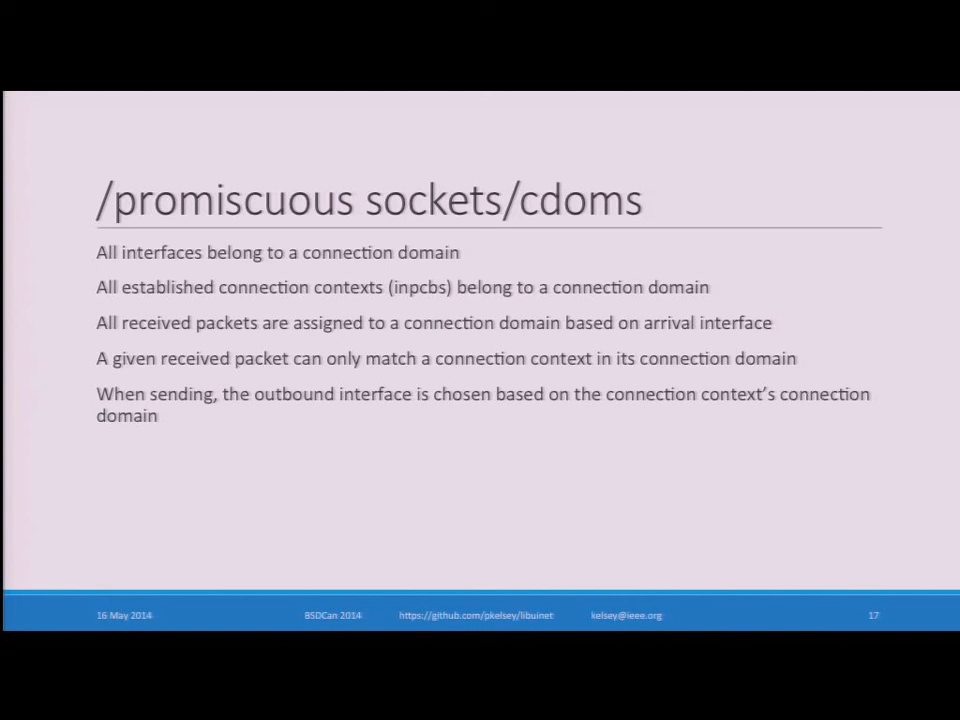 /promiscuous sockets/cdoms
All interfaces belong to a connection domain
All established connection contexts (inpcbs) belong to a connection domain
All received packets are assigned to a connection domain based on arrival interface
A given received packet can only match a connection context in its connection domain
When sending, the outbound interface is chosen based on the connection context's connection
domain
16 May 2014 BSDCan 2014 https://github.com/pkelsey/libuinet kelsey@ieee.org 17